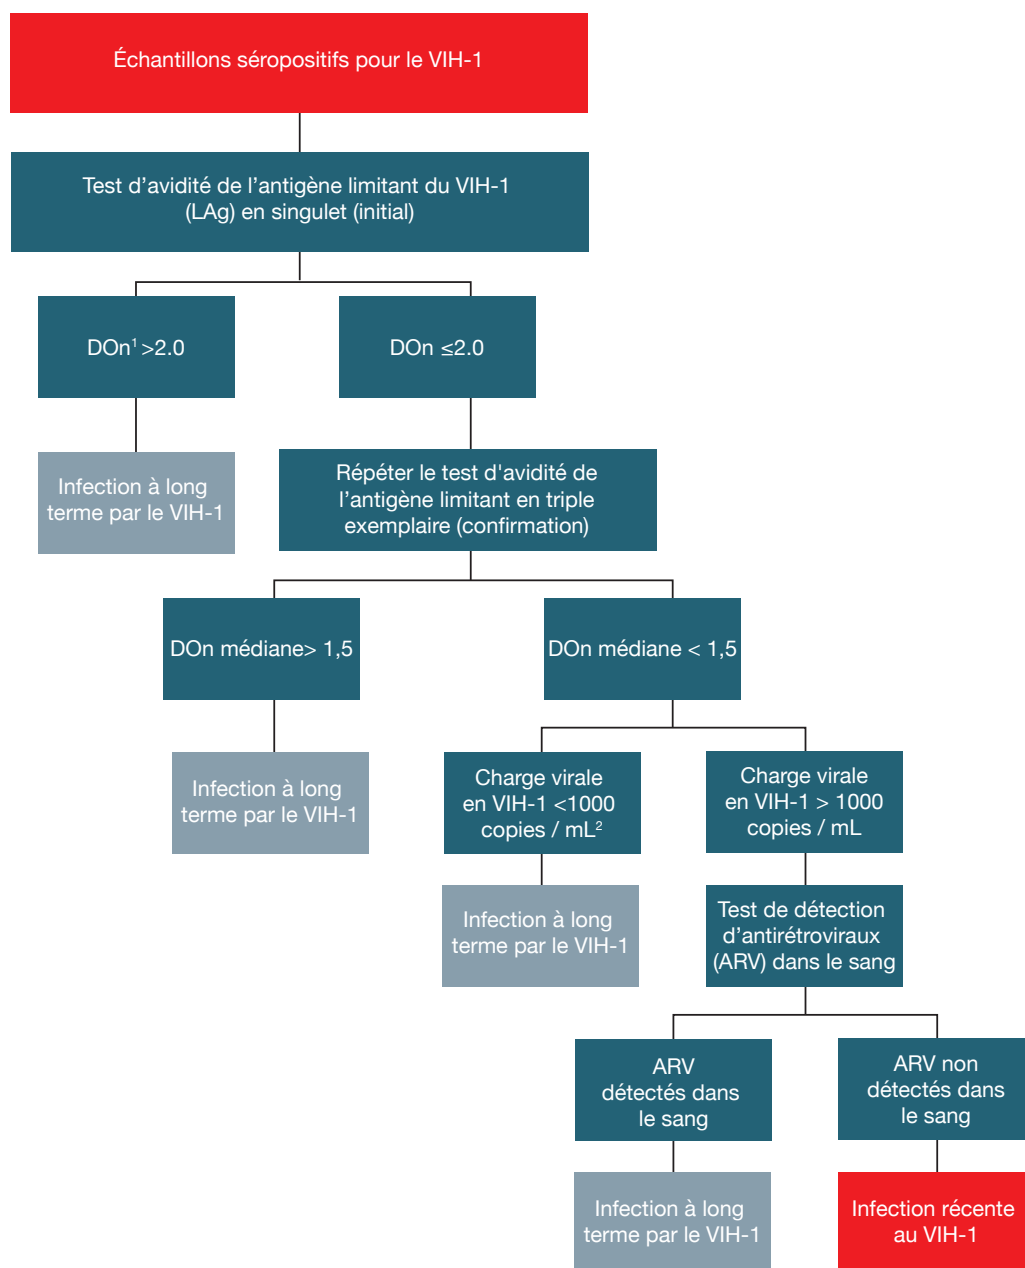 Échantillons séropositifs pour le VIH-1
Test d’avidité de l’antigène limitant du VIH-1
(LAg) en singulet (initial)
DOn¹ >2.0
DOn ≤2.0
Infection à long
terme par le VIH-1
Répéter le test d'avidité de
l’antigène limitant en triple
exemplaire (confirmation)
DOn médiane> 1,5
DOn médiane < 1,5
Infection à long
terme par le VIH-1
Charge virale
en VIH-1 <1000
copies / mL²
Charge virale
en VIH-1 > 1000
copies / mL
Infection à long
terme par le VIH-1
Test de détection
d’antirétroviraux
(ARV) dans le sang
ARV
détectés dans
le sang
ARV non
détectés dans
le sang
Infection à long
terme par le VIH-1
Infection récente
au VIH-1